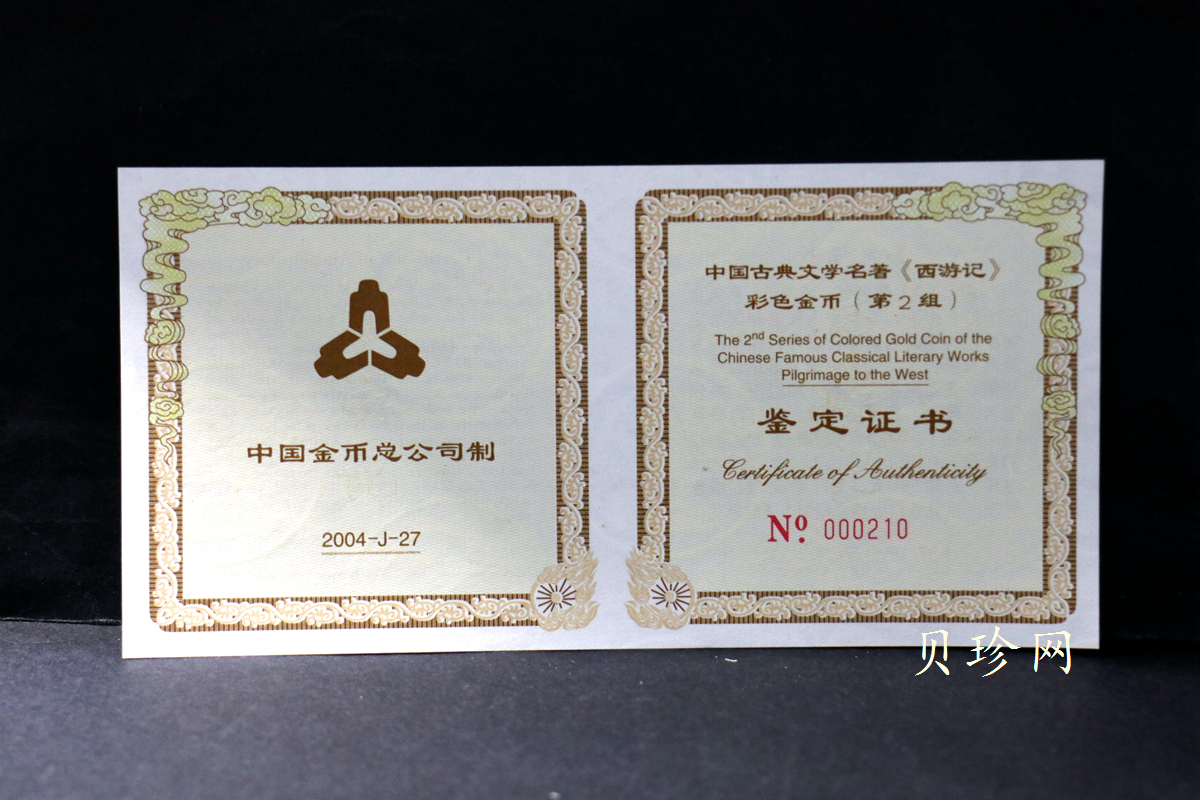 中国金币总公司制
2004-J-27
中国古典文学名著《西游记》
彩色金币(第2组)
The 2nd Series of Colored Gold Coin of the
Chinese Famous Classical Literary Works
Pilgrimage to the West
鉴定证书
Certificate of Authenticity
Nº. 000210
贝珍网